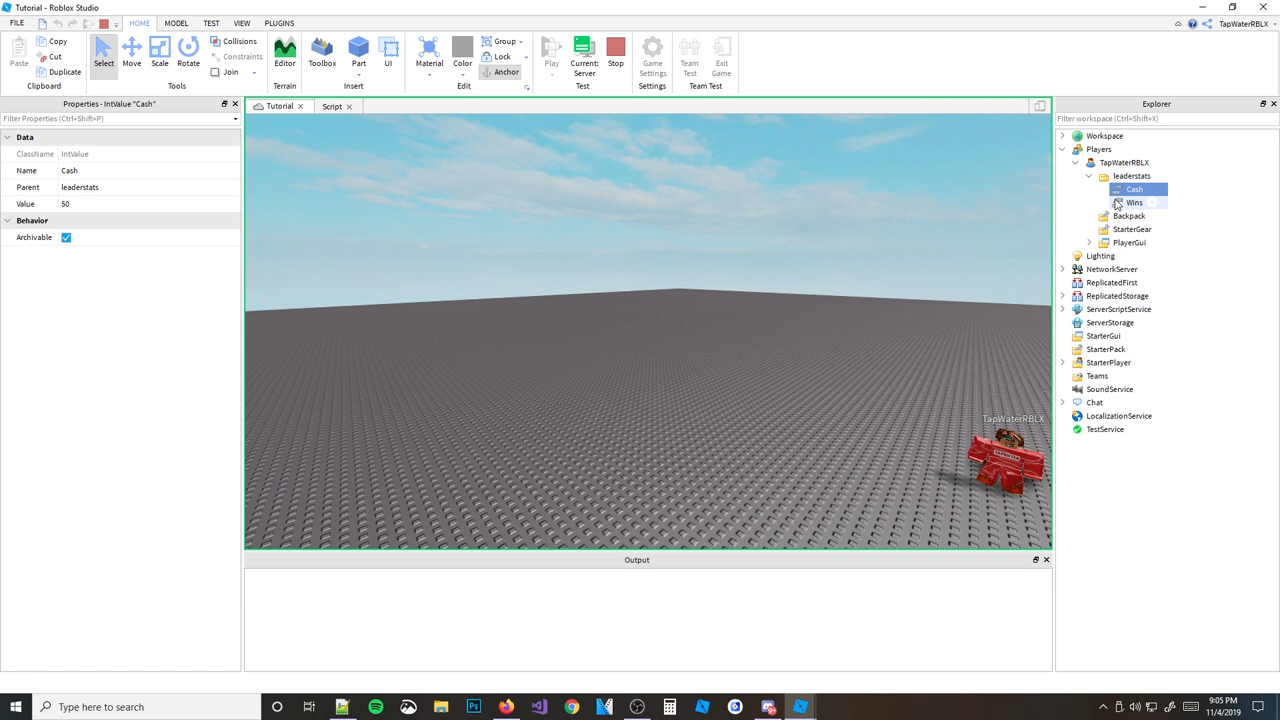 Tutorial - Roblox Studio
FILE
HOME
MODEL
TEST
VIEW
PLUGINS
TapWaterRBLX
Paste
Copy
Cut
Duplicate
Clipboard
Select
Move
Scale
Rotate
Collisions
Constraints
Join
Tools
Editor
Terrain
Toolbox
Part
UI
Insert
Material
Color
Group
Lock
Anchor
Edit
Play
Current:
Server
Stop
Test
Game
Settings
Settings
Team
Test
Exit
Game
Team Test
Properties - IntValue "Cash"
Filter Properties (Ctrl+Shift+P)
Data
ClassName IntValue
Name Cash
Parent leaderstats
Value 50
Behavior
Archivable
Tutorial
Script
TapWaterRBLX
TAPWATER
Output
Explorer
Filter workspace (Ctrl+Shift+X)
Workspace
Players
TapWaterRBLX
leaderstats
Cash
Wins
Backpack
StarterGear
PlayerGui
Lighting
NetworkServer
ReplicatedFirst
ReplicatedStorage
ServerScriptService
ServerStorage
StarterGui
StarterPack
StarterPlayer
Teams
SoundService
Chat
LocalizationService
TestService
Type here to search
9:05 PM
11/4/2019